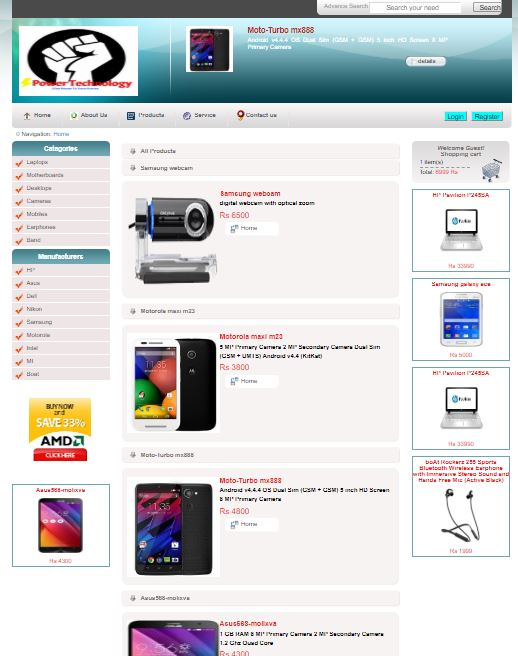 Advance Search
Search your need
Search
Moto-Turbo mx888
Android v4.4.4 OS Dual Sim (GSM + GSM) 5 inch HD Screen 8 MP
Primary Camera
details
Power Technology
Home
About Us
Products
Service
Contact us
Login
Register
Navigation: Home
Categories
Laptops
Motherboards
Desktops
Cameras
Mobiles
Earphones
Band
Manufacturers
HP
Asus
Dell
Nikon
Samsung
Motorola
Intel
MI
Boat
BUY NOW
and
SAVE 33%
AMD
CLICK HERE
Asus568-molixva
Rs 4300
All Products
Samsung webcam
Samsung webcam
digital webcam with optical zoom
Rs 6500
Home
Motorola maxi m23
Motorola maxi m23
5 MP Primary Camera 2 MP Secondary Camera Dual Sim
(GSM + UMTS) Android v4.4 (KitKat)
Rs 3800
Home
Moto-Turbo mx888
Moto-Turbo mx888
Android v4.4.4 OS Dual Sim (GSM + GSM) 5 inch HD Screen
8 MP Primary Camera
Rs 4800
Home
Asus568-molixva
Asus568-molixva
1 GB RAM 8 MP Primary Camera 2 MP Secondary Camera
1.2 Ghz Quad Core
Rs 4300
Welcome Guest!
Shopping cart
1 item(s)
Total: 6999 Rs
HP Pavilion P245SA
Rs 33990
Samsung galaxy ace
Rs 5000
HP Pavilion P245SA
Rs 33990
boAt Rockerz 255 Sports
Bluetooth Wireless Earphone
with Immersive Stereo Sound and
Hands Free Mic (Active Black)
Rs 1999